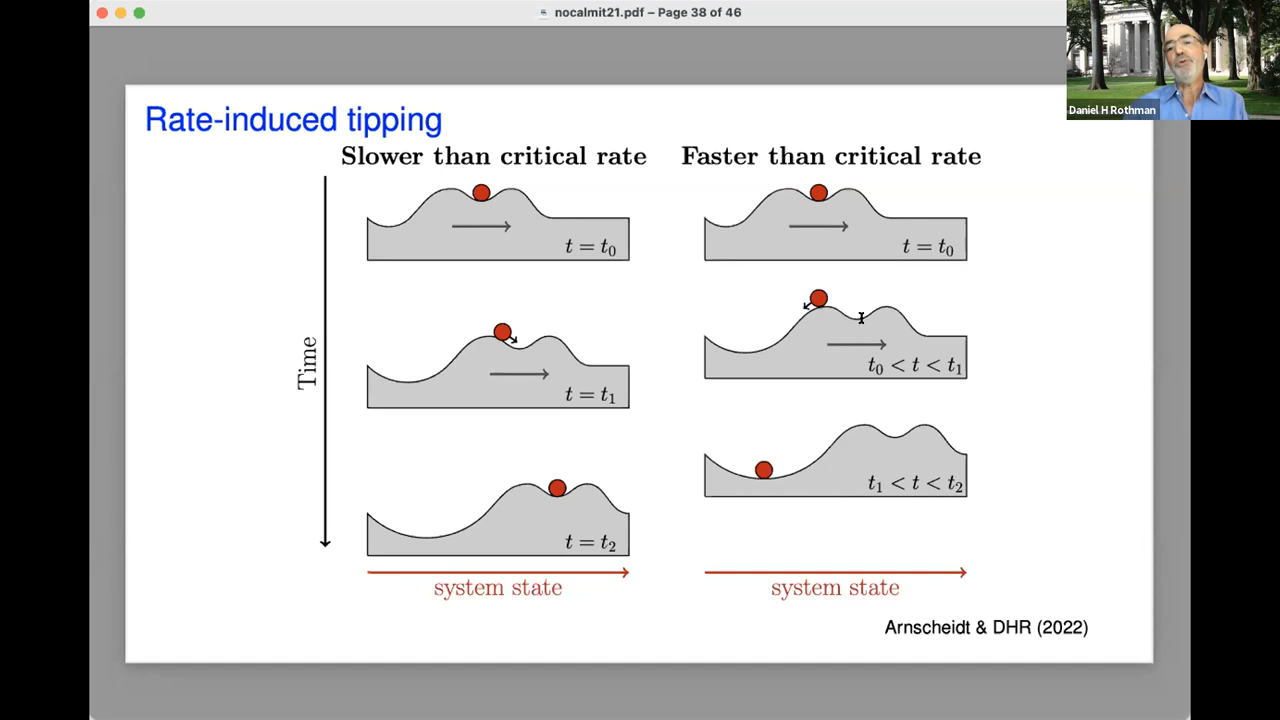 nocalmit21.pdf – Page 38 of 46
Daniel H Rothman
Rate-induced tipping
Slower than critical rate
Faster than critical rate
Time
t = t₀
t = t₁
t = t₂
system state
t = t₀
t₀ < t < t₁
t₁ < t < t₂
system state
Arnscheidt & DHR (2022)